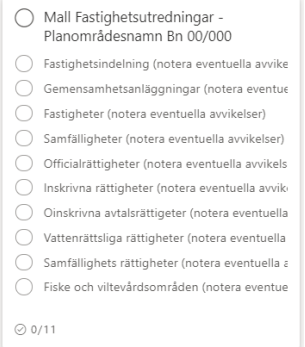 Mall Fastighetsutredningar -
Planområdesnamn Bn 00/000
Fastighetsindelning (notera eventuella avvike
Gemensamhetsanläggningar (notera eventue
Fastigheter (notera eventuella avvikelser)
Samfälligheter (notera eventuella avvikelser)
Officialrättigheter (notera eventuella avvikels
Inskrivna rättigheter (notera eventuella avvik
Oinskrivna avtalsrättigeter (notera eventuella
Vattenrättsliga rättigheter (notera eventuella
Samfällighets rättigheter (notera eventuella a
Fiske och viltevårdsområden (notera eventue
0/11